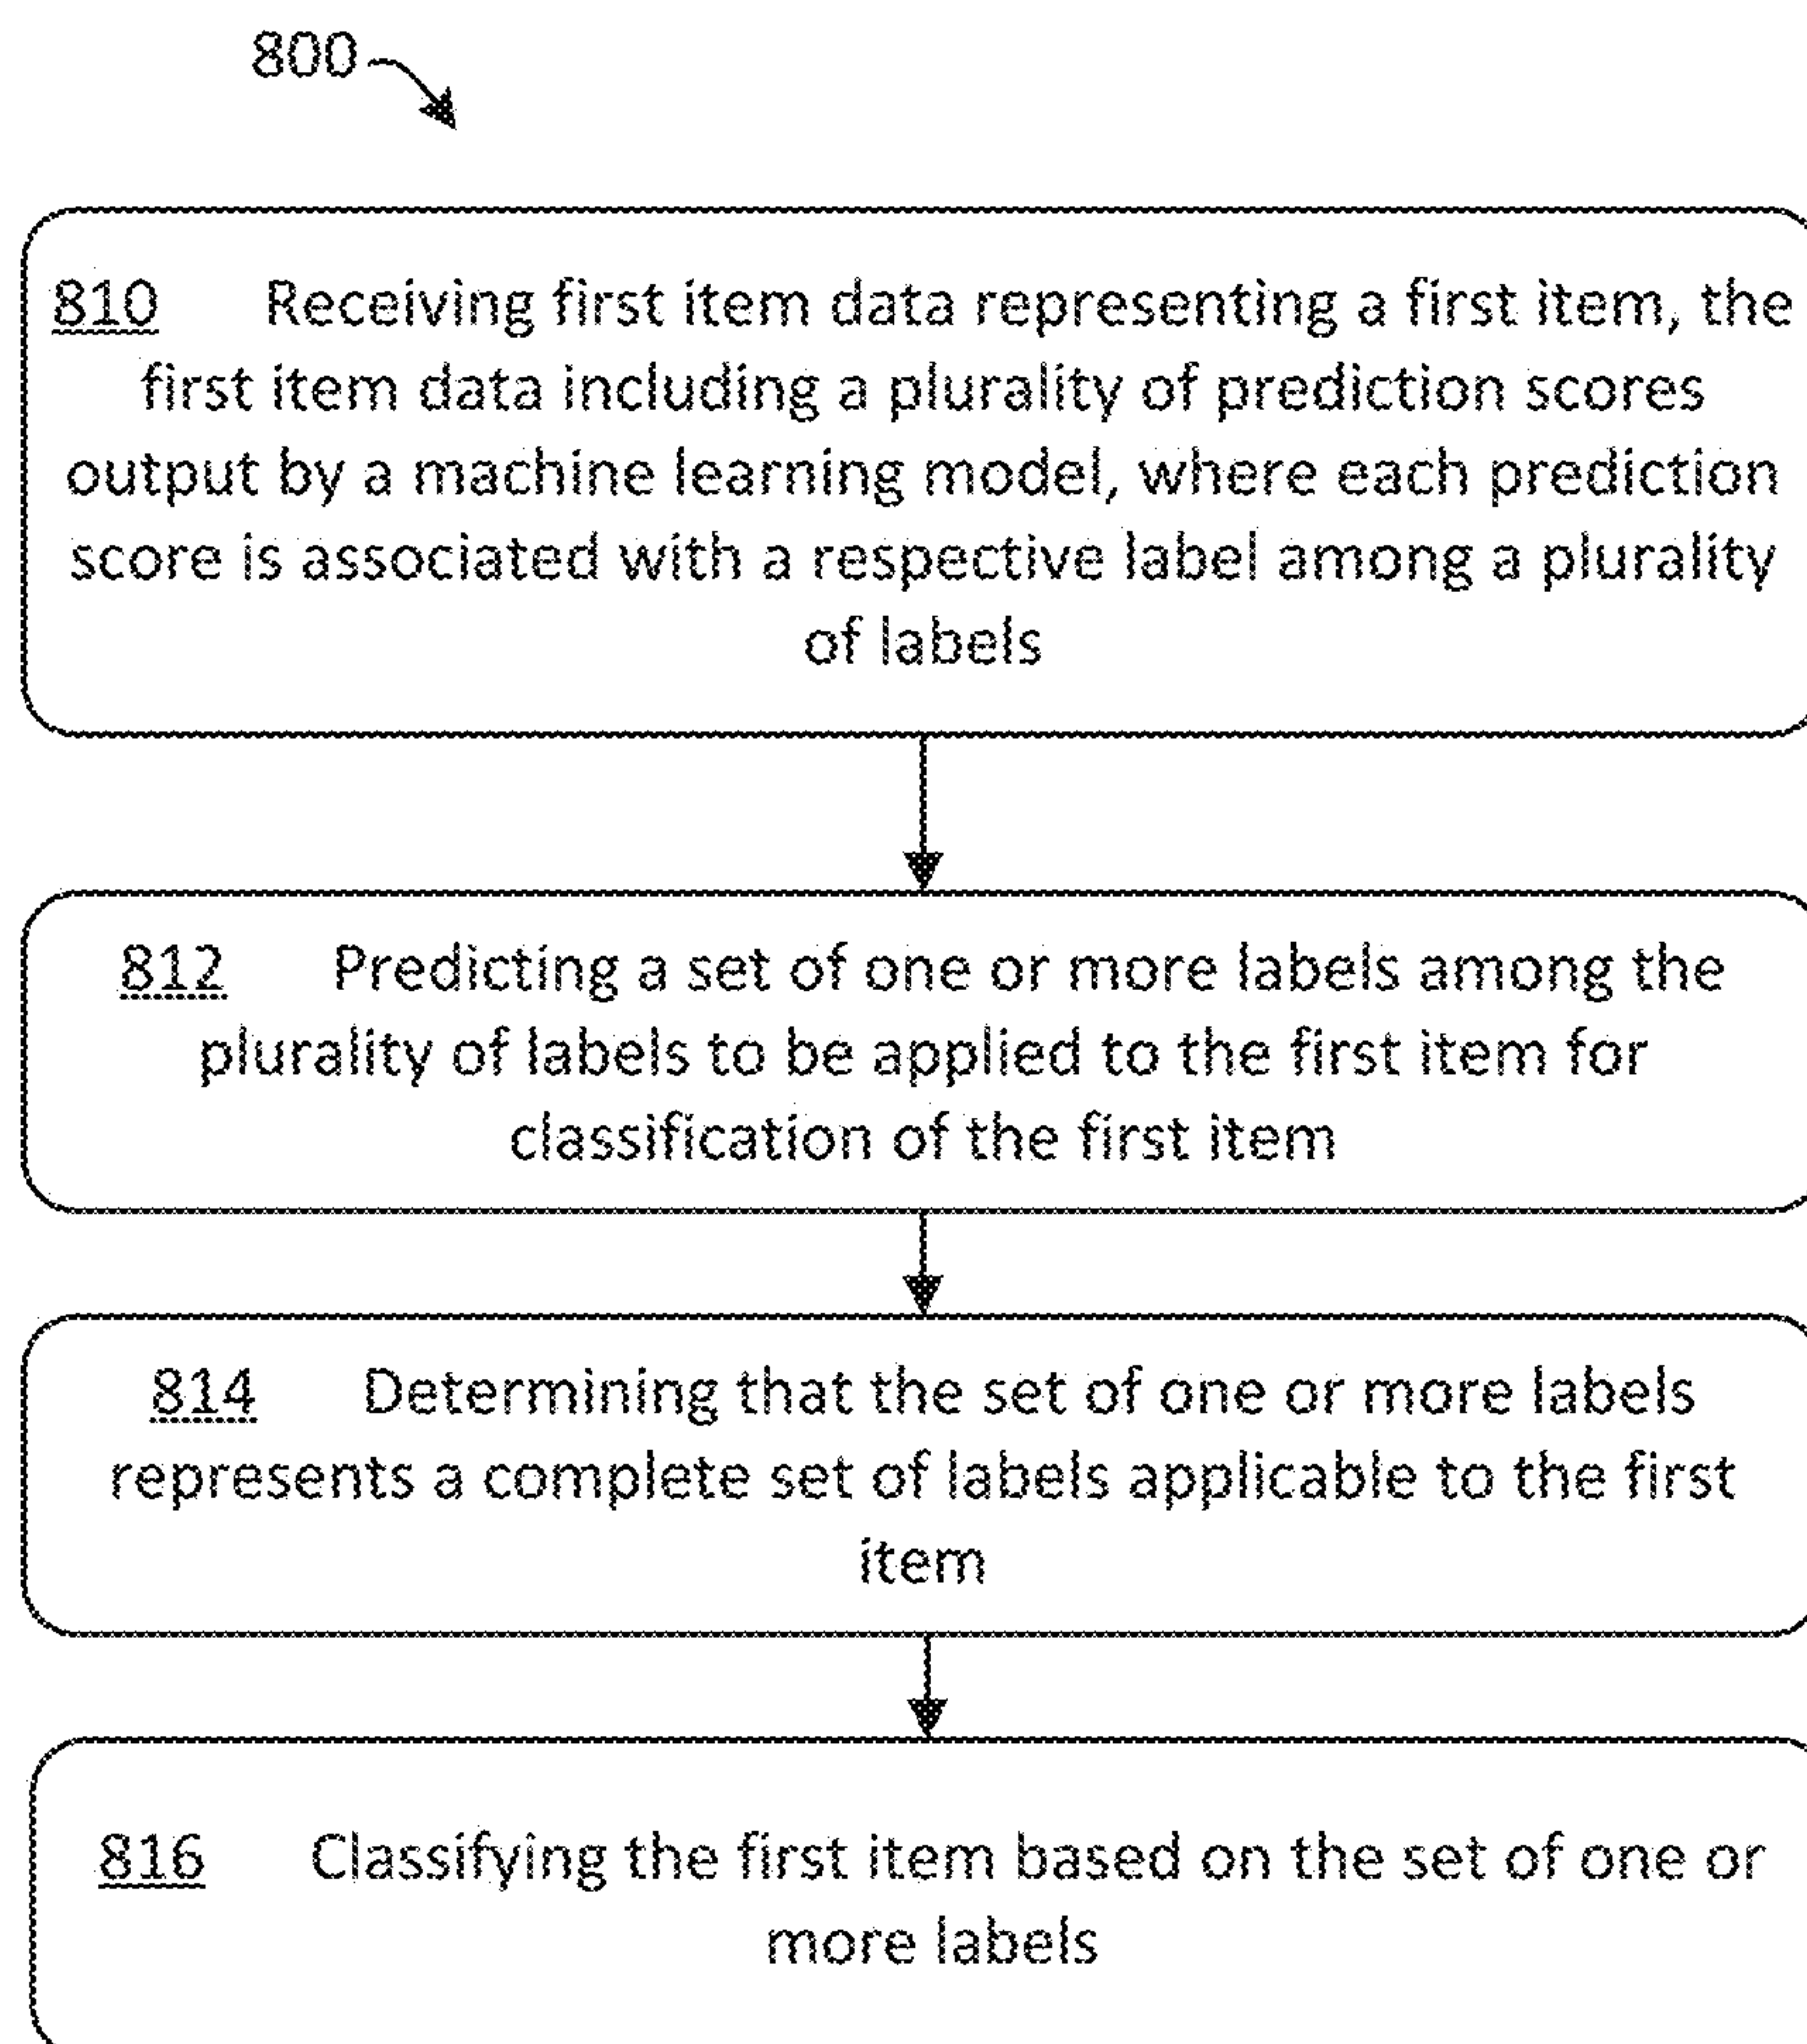 800
810 Receiving first item data representing a first item, the
first item data including a plurality of prediction scores
output by a machine learning model, where each prediction
score is associated with a respective label among a plurality
of labels
812 Predicting a set of one or more labels among the
plurality of labels to be applied to the first item for
classification of the first item
814 Determining that the set of one or more labels
represents a complete set of labels applicable to the first
item
816 Classifying the first item based on the set of one or
more labels